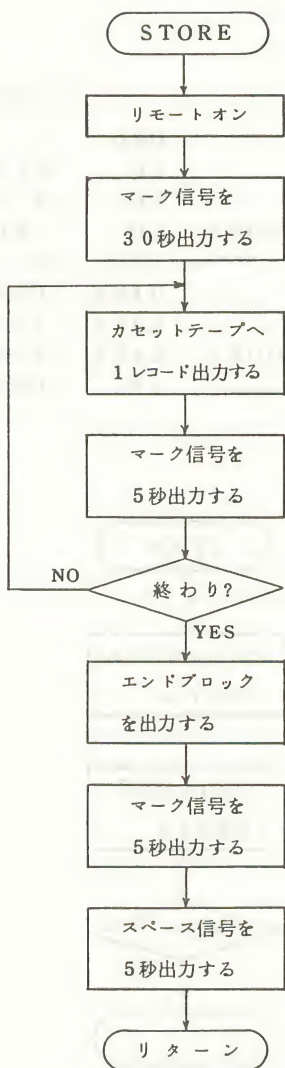 STORE
リモートオン
マーク信号を
30秒出力する
カセットテープへ
1レコード出力する
マーク信号を
5秒出力する
NO
終わり?
YES
エンドブロック
を出力する
マーク信号を
5秒出力する
スペース信号を
5秒出力する
リターン